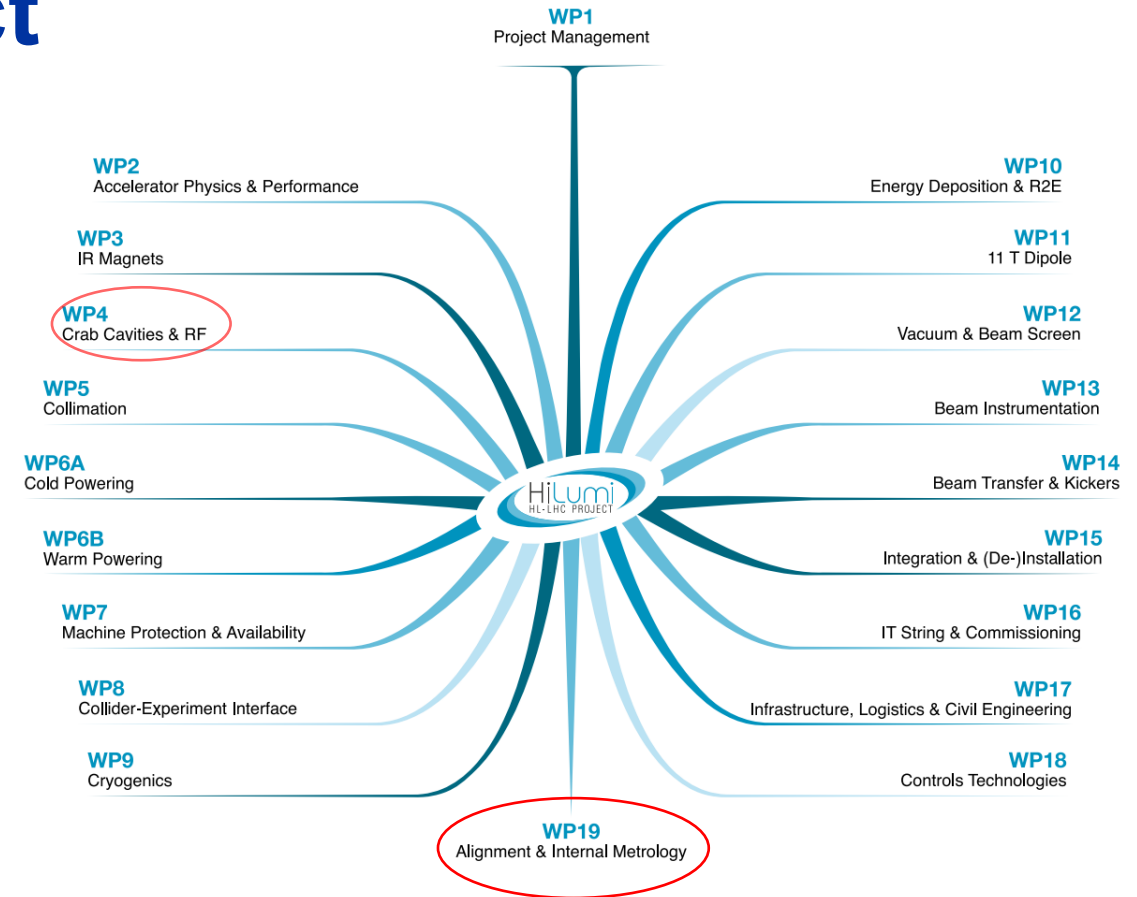 ct
WP1
Project Management
WP2
Accelerator Physics & Performance
WP3
IR Magnets
WP4
Crab Cavities & RF
WP5
Collimation
WP6A
Cold Powering
WP6B
Warm Powering
WP7
Machine Protection & Availability
WP8
Collider-Experiment Interface
WP9
Cryogenics
WP10
Energy Deposition & R2E
WP11
11 T Dipole
WP12
Vacuum & Beam Screen
WP13
Beam Instrumentation
WP14
Beam Transfer & Kickers
WP15
Integration & (De-)Installation
WP16
IT String & Commissioning
WP17
Infrastructure, Logistics & Civil Engineering
WP18
Controls Technologies
HiLumi
HL-LHC PROJECT
WP19
Alignment & Internal Metrology